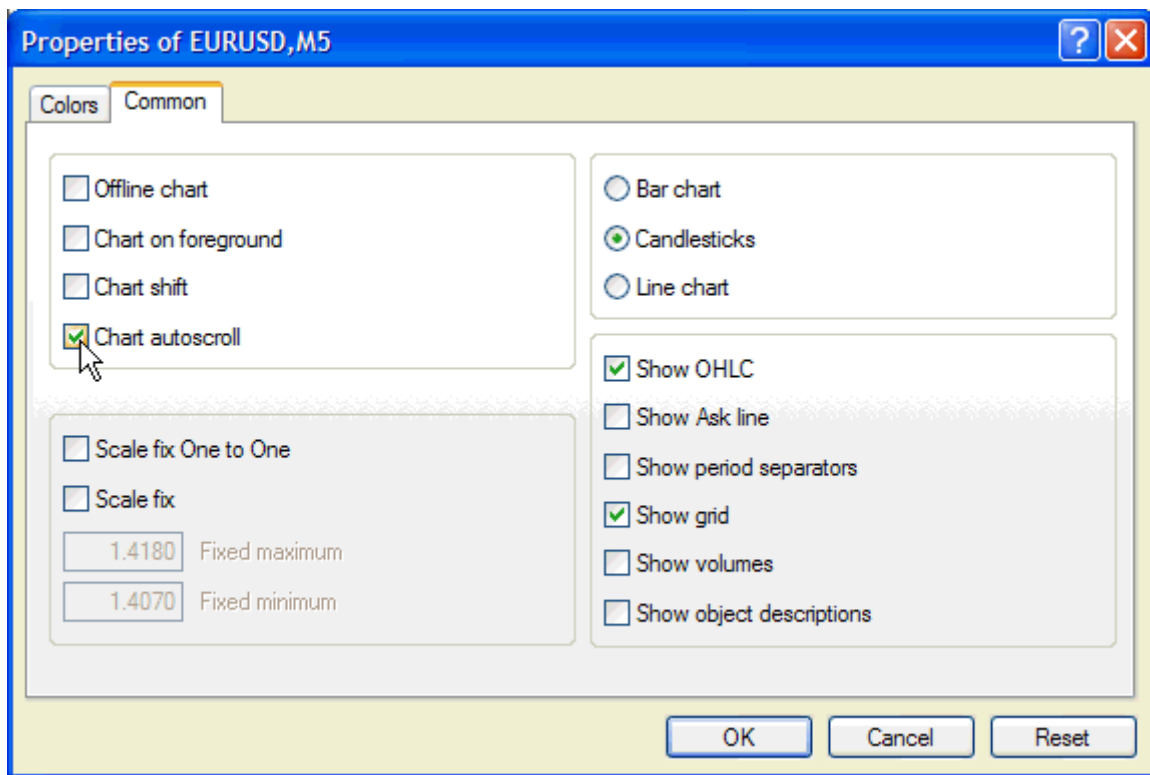 Properties of EURUSD,M5
Colors
Common
Offline chart
Chart on foreground
Chart shift
Chart autoscroll
Scale fix One to One
Scale fix
1.4180 Fixed maximum
1.4070 Fixed minimum
Bar chart
Candlesticks
Line chart
Show OHLC
Show Ask line
Show period separators
Show grid
Show volumes
Show object descriptions
OK
Cancel
Reset